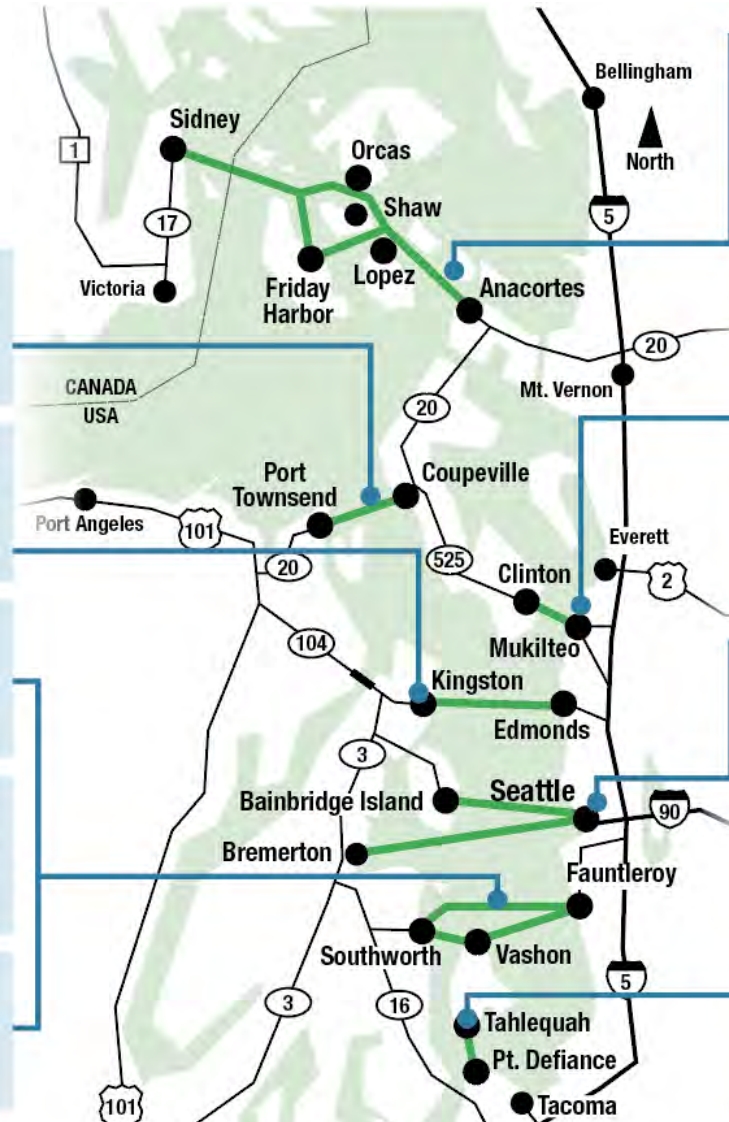 Bellingham
Sidney
North
Orcas
1
Shaw
17
5
Victoria
Friday
Harbor
Lopez
Anacortes
20
CANADA
USA
Mt. Vernon
20
Port
Townsend
Coupeville
Port Angeles
101
20
525
Everett
2
Clinton
Mukilteo
104
Kingston
Edmonds
3
Seattle
Bainbridge Island
90
Bremerton
Fauntleroy
Southworth
Vashon
5
3
16
Tahlequah
Pt. Defiance
101
Tacoma